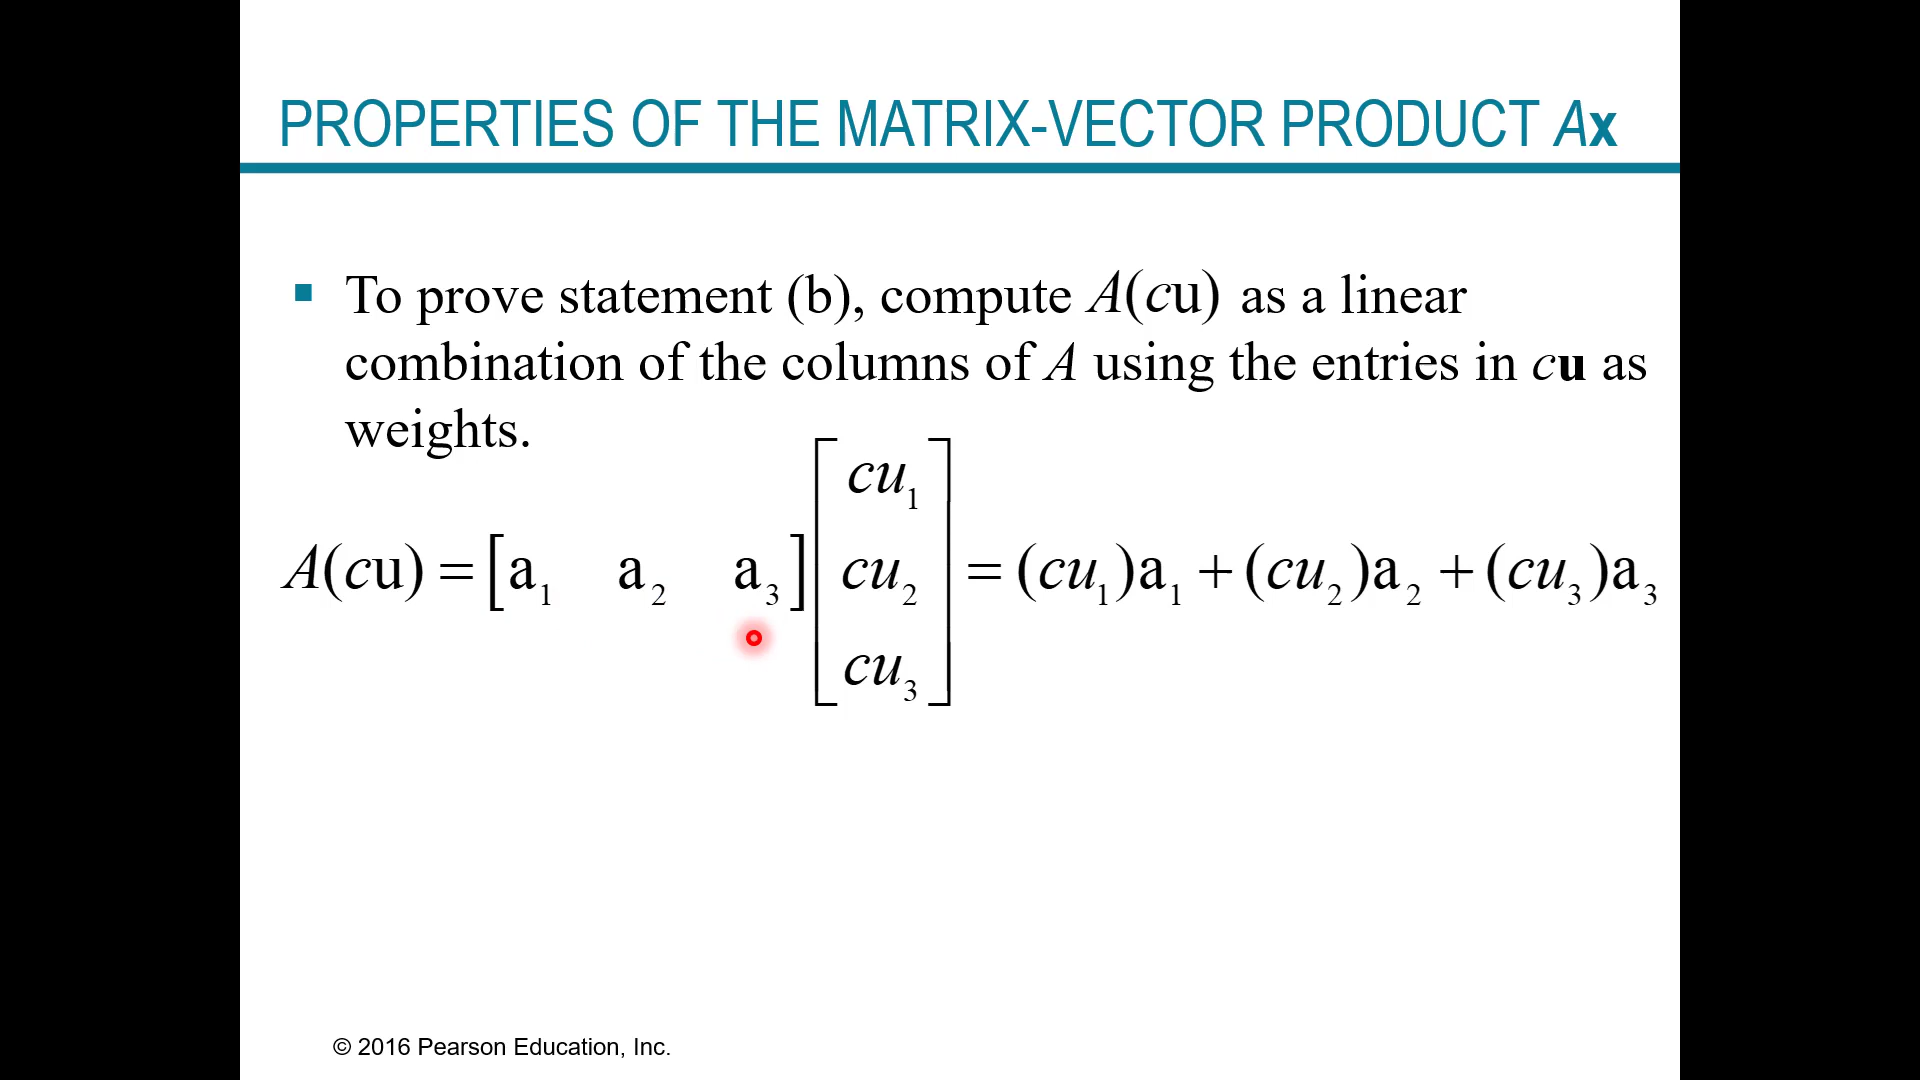 PROPERTIES OF THE MATRIX-VECTOR PRODUCT Ax
▪ To prove statement (b), compute A(cu) as a linear
combination of the columns of A using the entries in cu as
weights.
A(cu) = [a₁ a₂ a₃] [cu₁ cu₂ cu₃] = (cu₁)a₁ + (cu₂)a₂ + (cu₃)a₃
© 2016 Pearson Education, Inc.